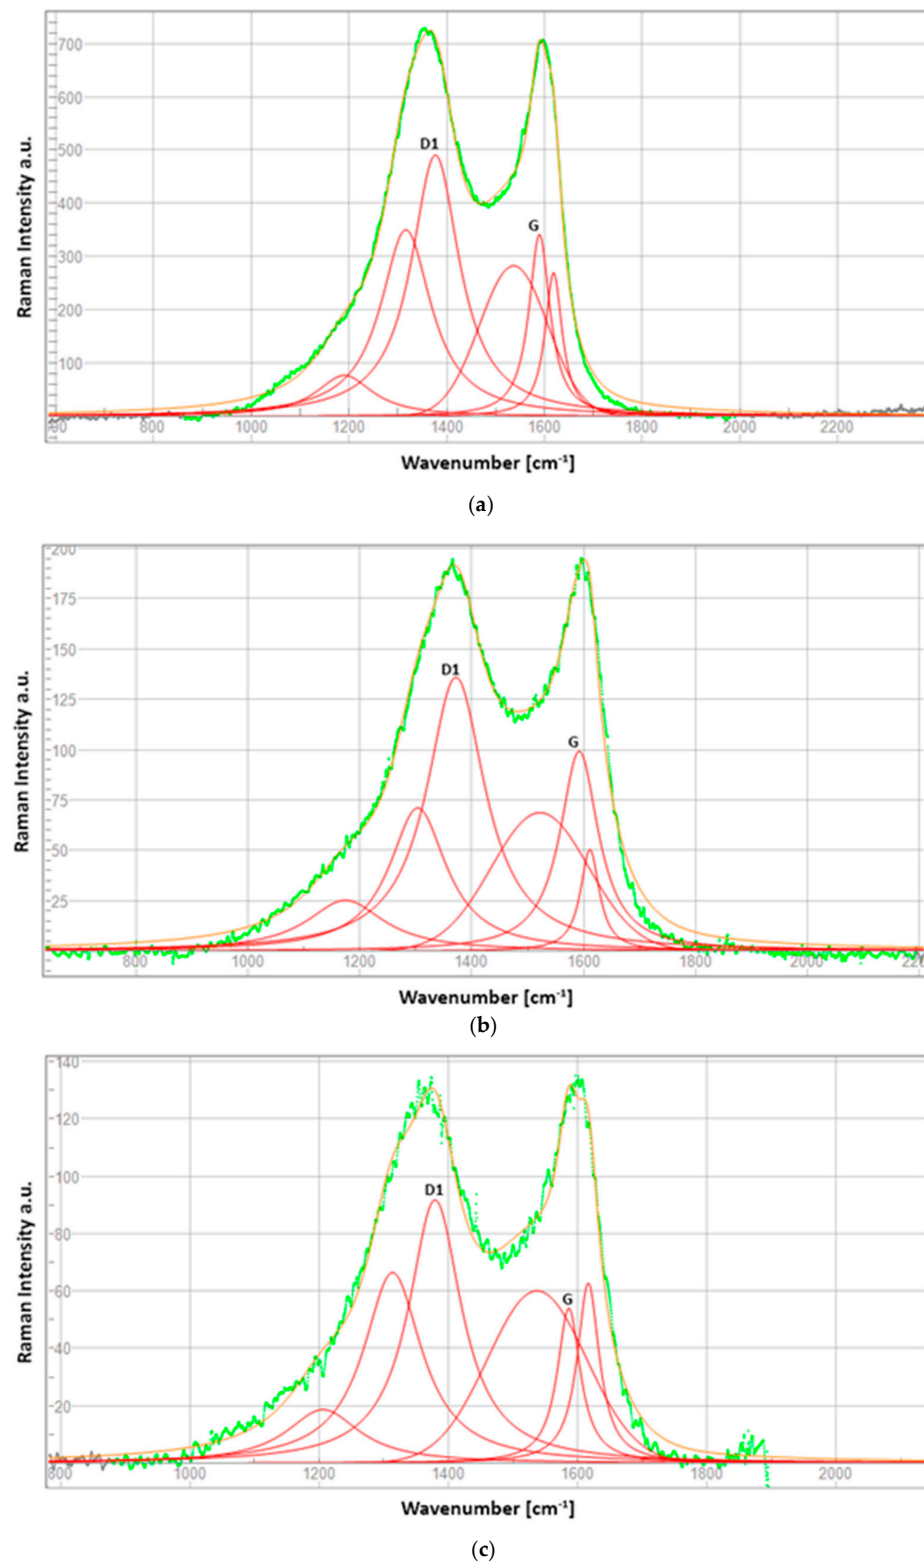 700
600
500
400
300
200
100
D1
G
800
1000
1200
1400
1600
1800
2000
2200
Raman Intensity a.u.
Wavenumber [cm⁻¹]
(a)
200
175
150
125
100
75
50
25
D1
G
800
1000
1200
1400
1600
1800
2000
Raman Intensity a.u.
Wavenumber [cm⁻¹]
(b)
140
120
100
80
60
40
20
D1
G
800
1000
1200
1400
1600
1800
2000
Raman Intensity a.u.
Wavenumber [cm⁻¹]
(c)